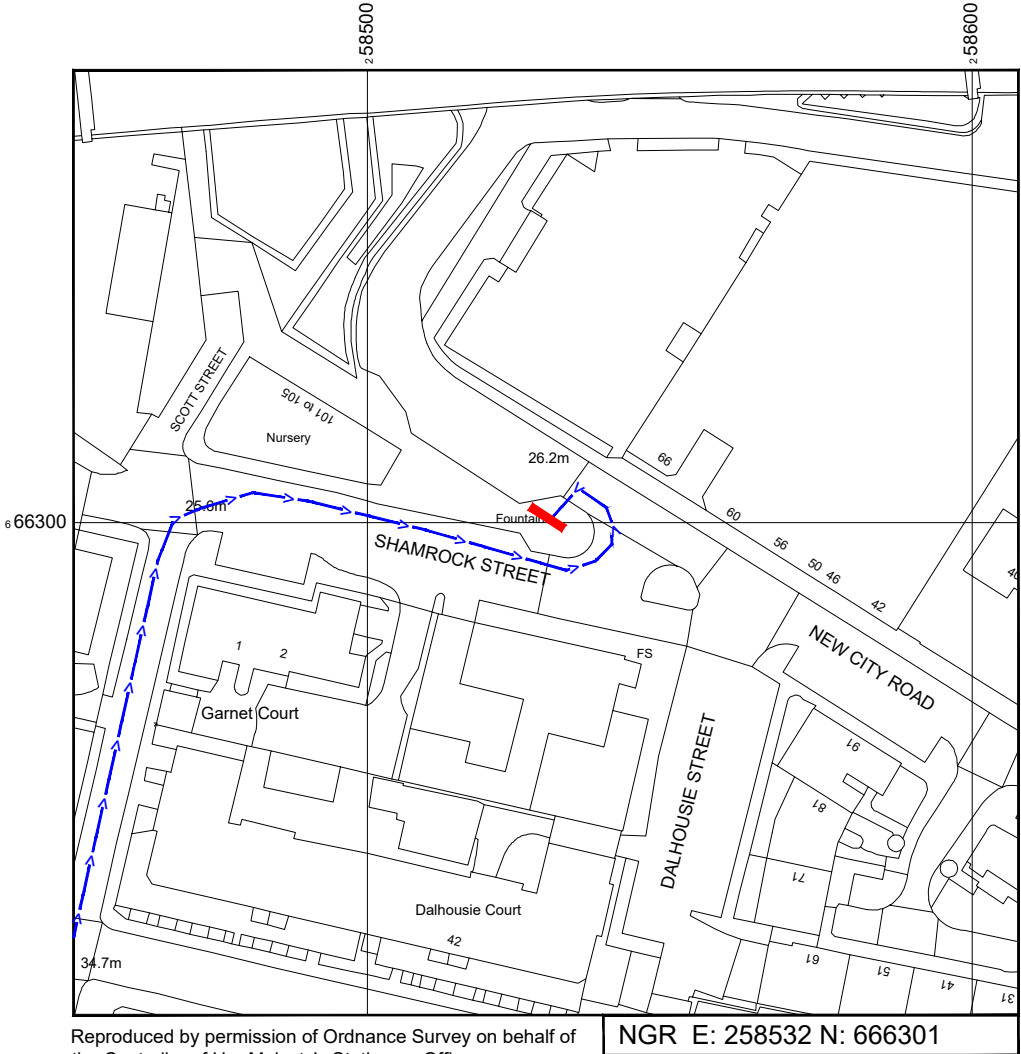 258500
258600
SCOTT STREET
101 to 105
Nursery
26.2m
66
25.6m
666300
Fountain
60
SHAMROCK STREET
56
50
46
42
1
2
FS
NEW CITY ROAD
Garnet Court
DALHOUSIE STREET
91
81
71
Dalhousie Court
42
34.7m
61
51
41
31
Reproduced by permission of Ordnance Survey on behalf of
NGR E: 258532 N: 666301